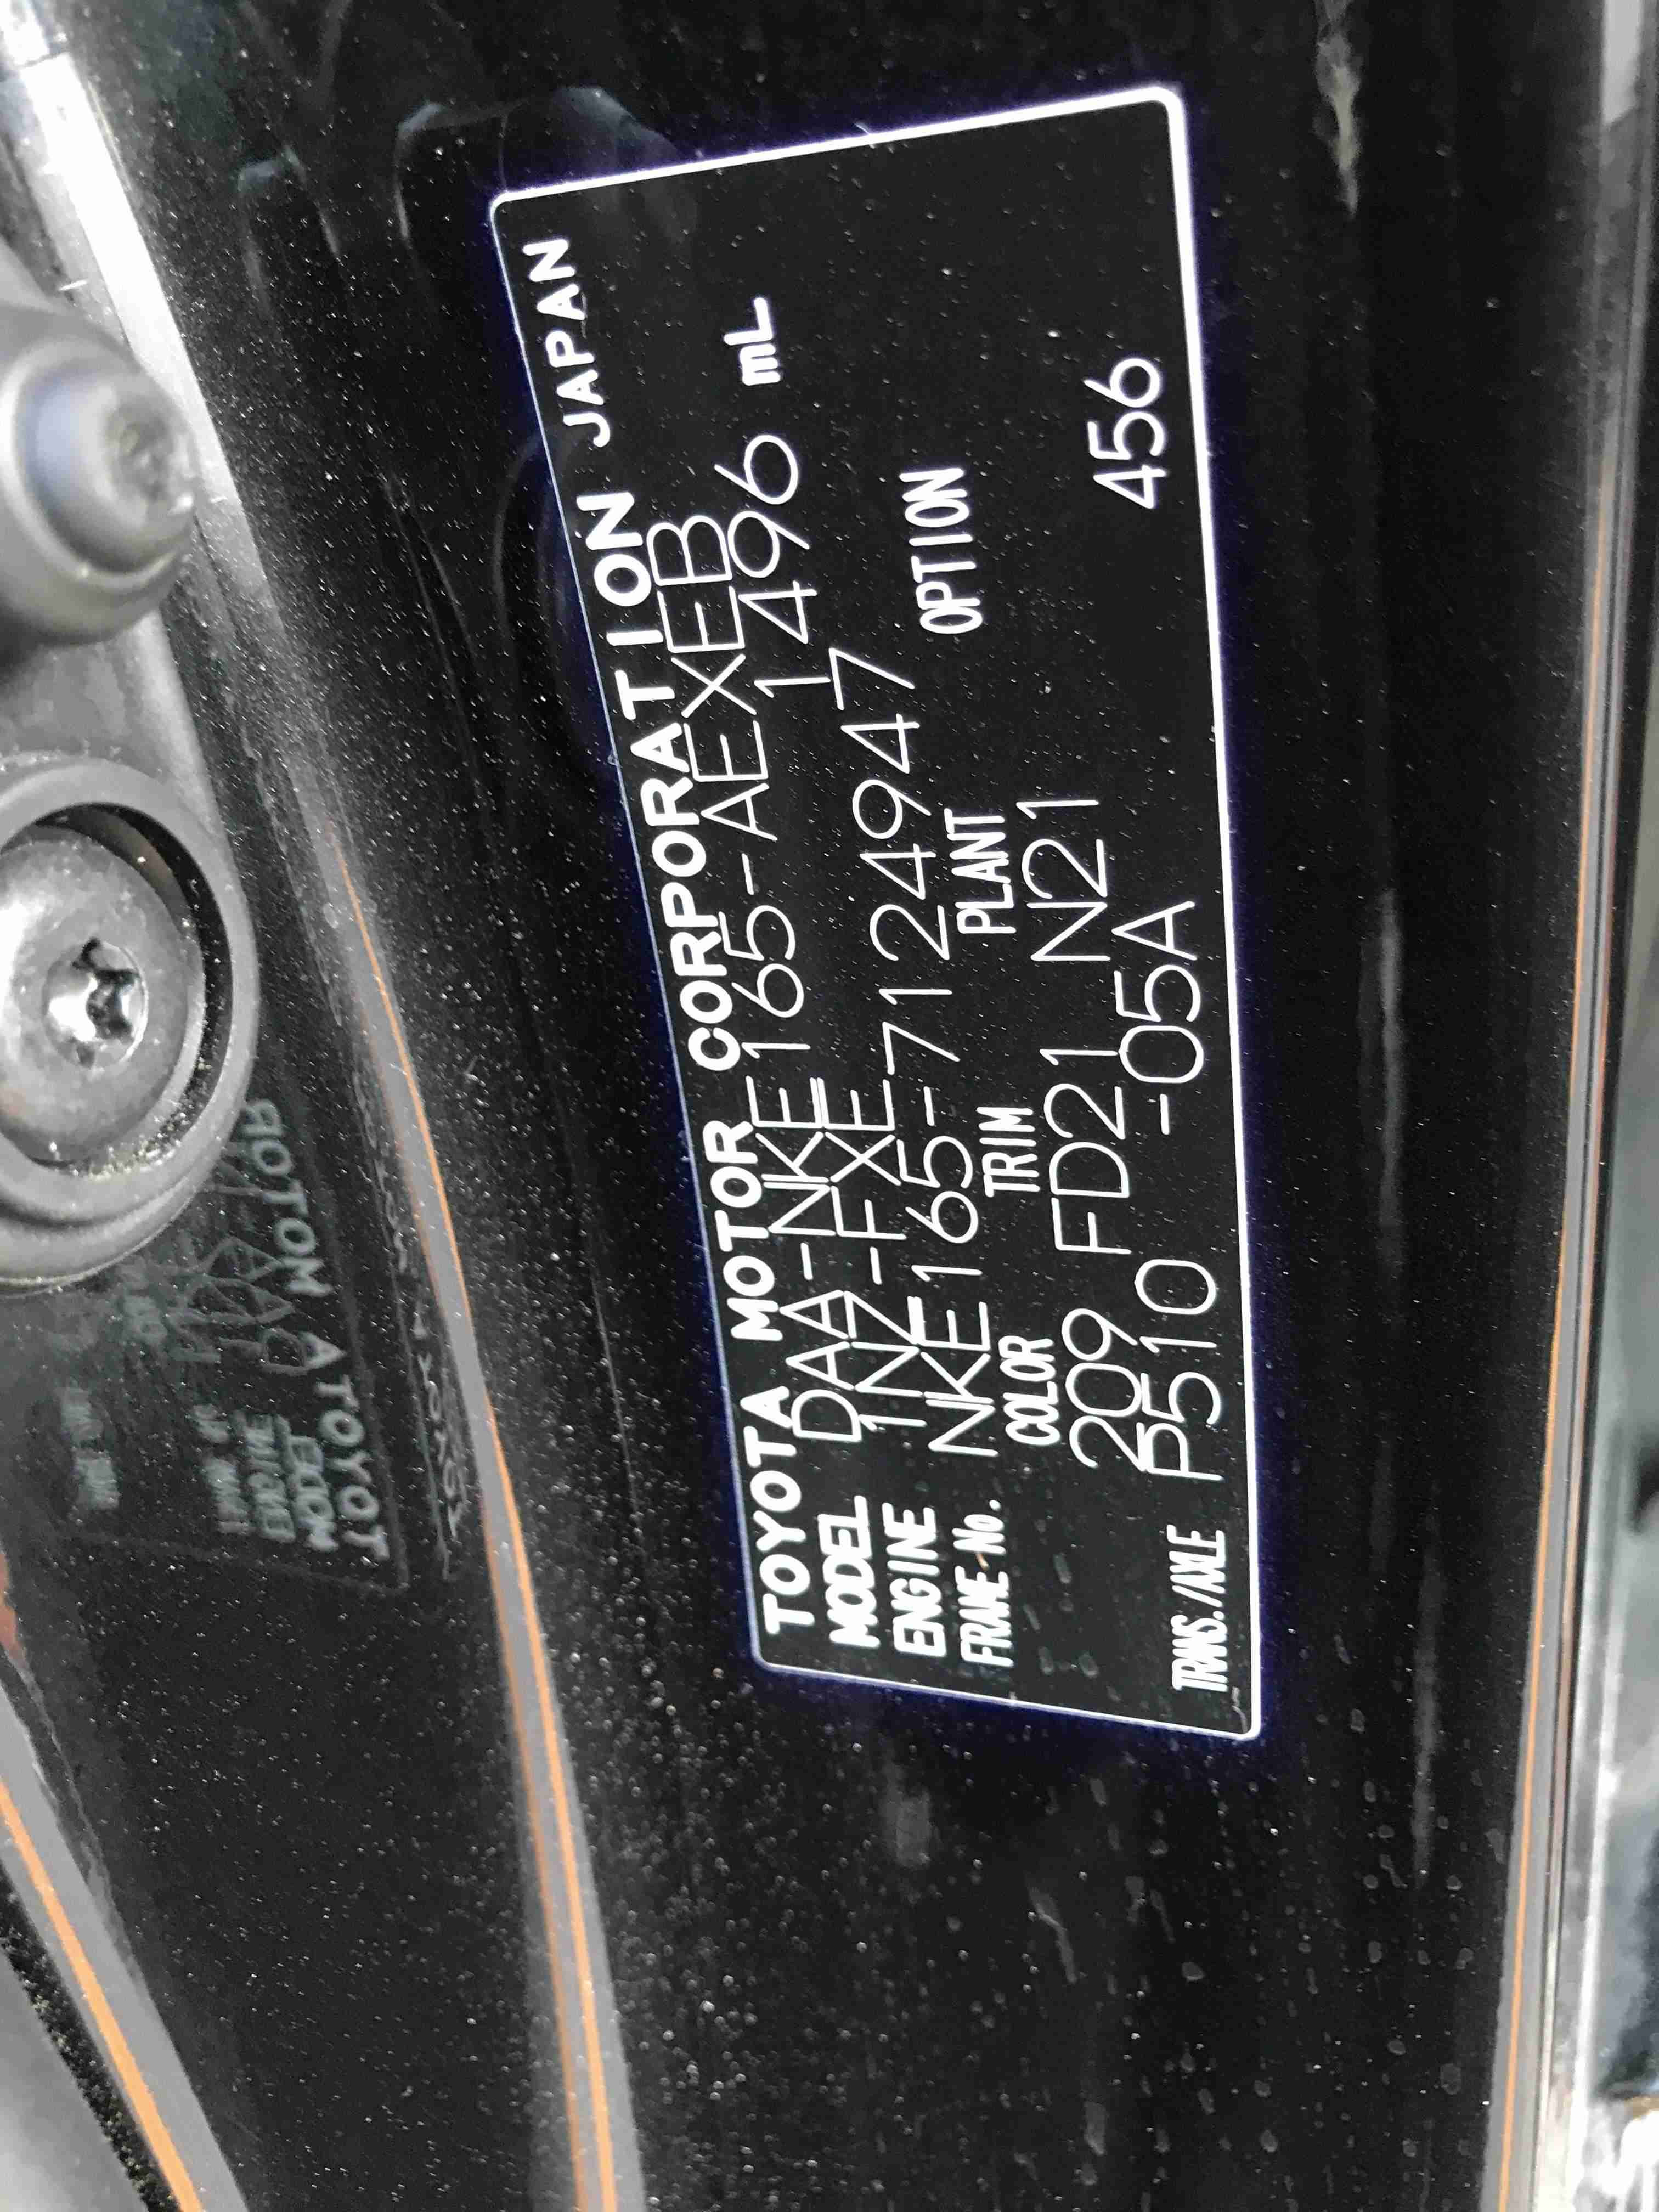 TOYOTA MOTOR CORPORATION JAPAN
MODEL DAA-NKE165-AEXEB
ENGINE 1NZ-FXE 1496 mL
FRAME-No. NKE165-7124947
COLOR TRIM PLANT OPTION
209 FD21 N21
TRANS./AXLE P510 -05A 456